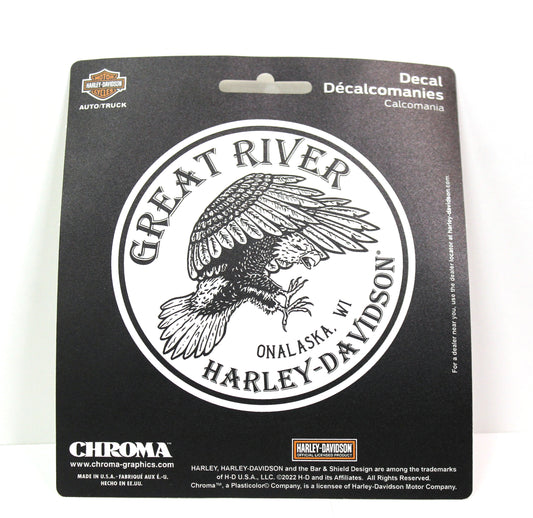 MOTOR
HARLEY-DAVIDSON
CYCLES
AUTO/TRUCK
Decal
Décalcomanies
Calcomania
GREAT RIVER
ONALASKA, WI
HARLEY-DAVIDSON®
For a dealer near you, use the dealer locator at harley-davidson.com
CHROMA™
www.chroma-graphics.com
MADE IN U.S.A. - FABRIQUÉ AUX É.-U.
HECHO EN EE.UU.
HARLEY-DAVIDSON
OFFICIAL LICENSED PRODUCT
HARLEY, HARLEY-DAVIDSON and the Bar & Shield Design are among the trademarks
of H-D U.S.A., LLC. ©2022 H-D and its Affiliates. All Rights Reserved.
Chroma™, a Plasticolor© Company, is a licensee of Harley-Davidson Motor Company.